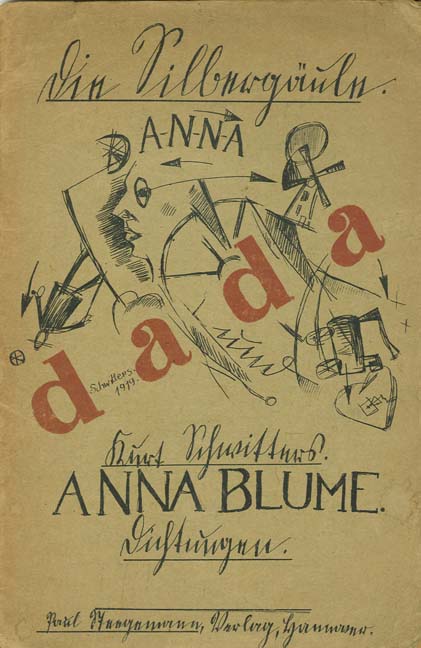 Die Silbergäule.
A-N-N-A
dada
Schwitters.
1919.
Kurt Schwitters.
ANNA BLUME.
Dichtungen.
Paul Steegemann, Verlag, Hannover.